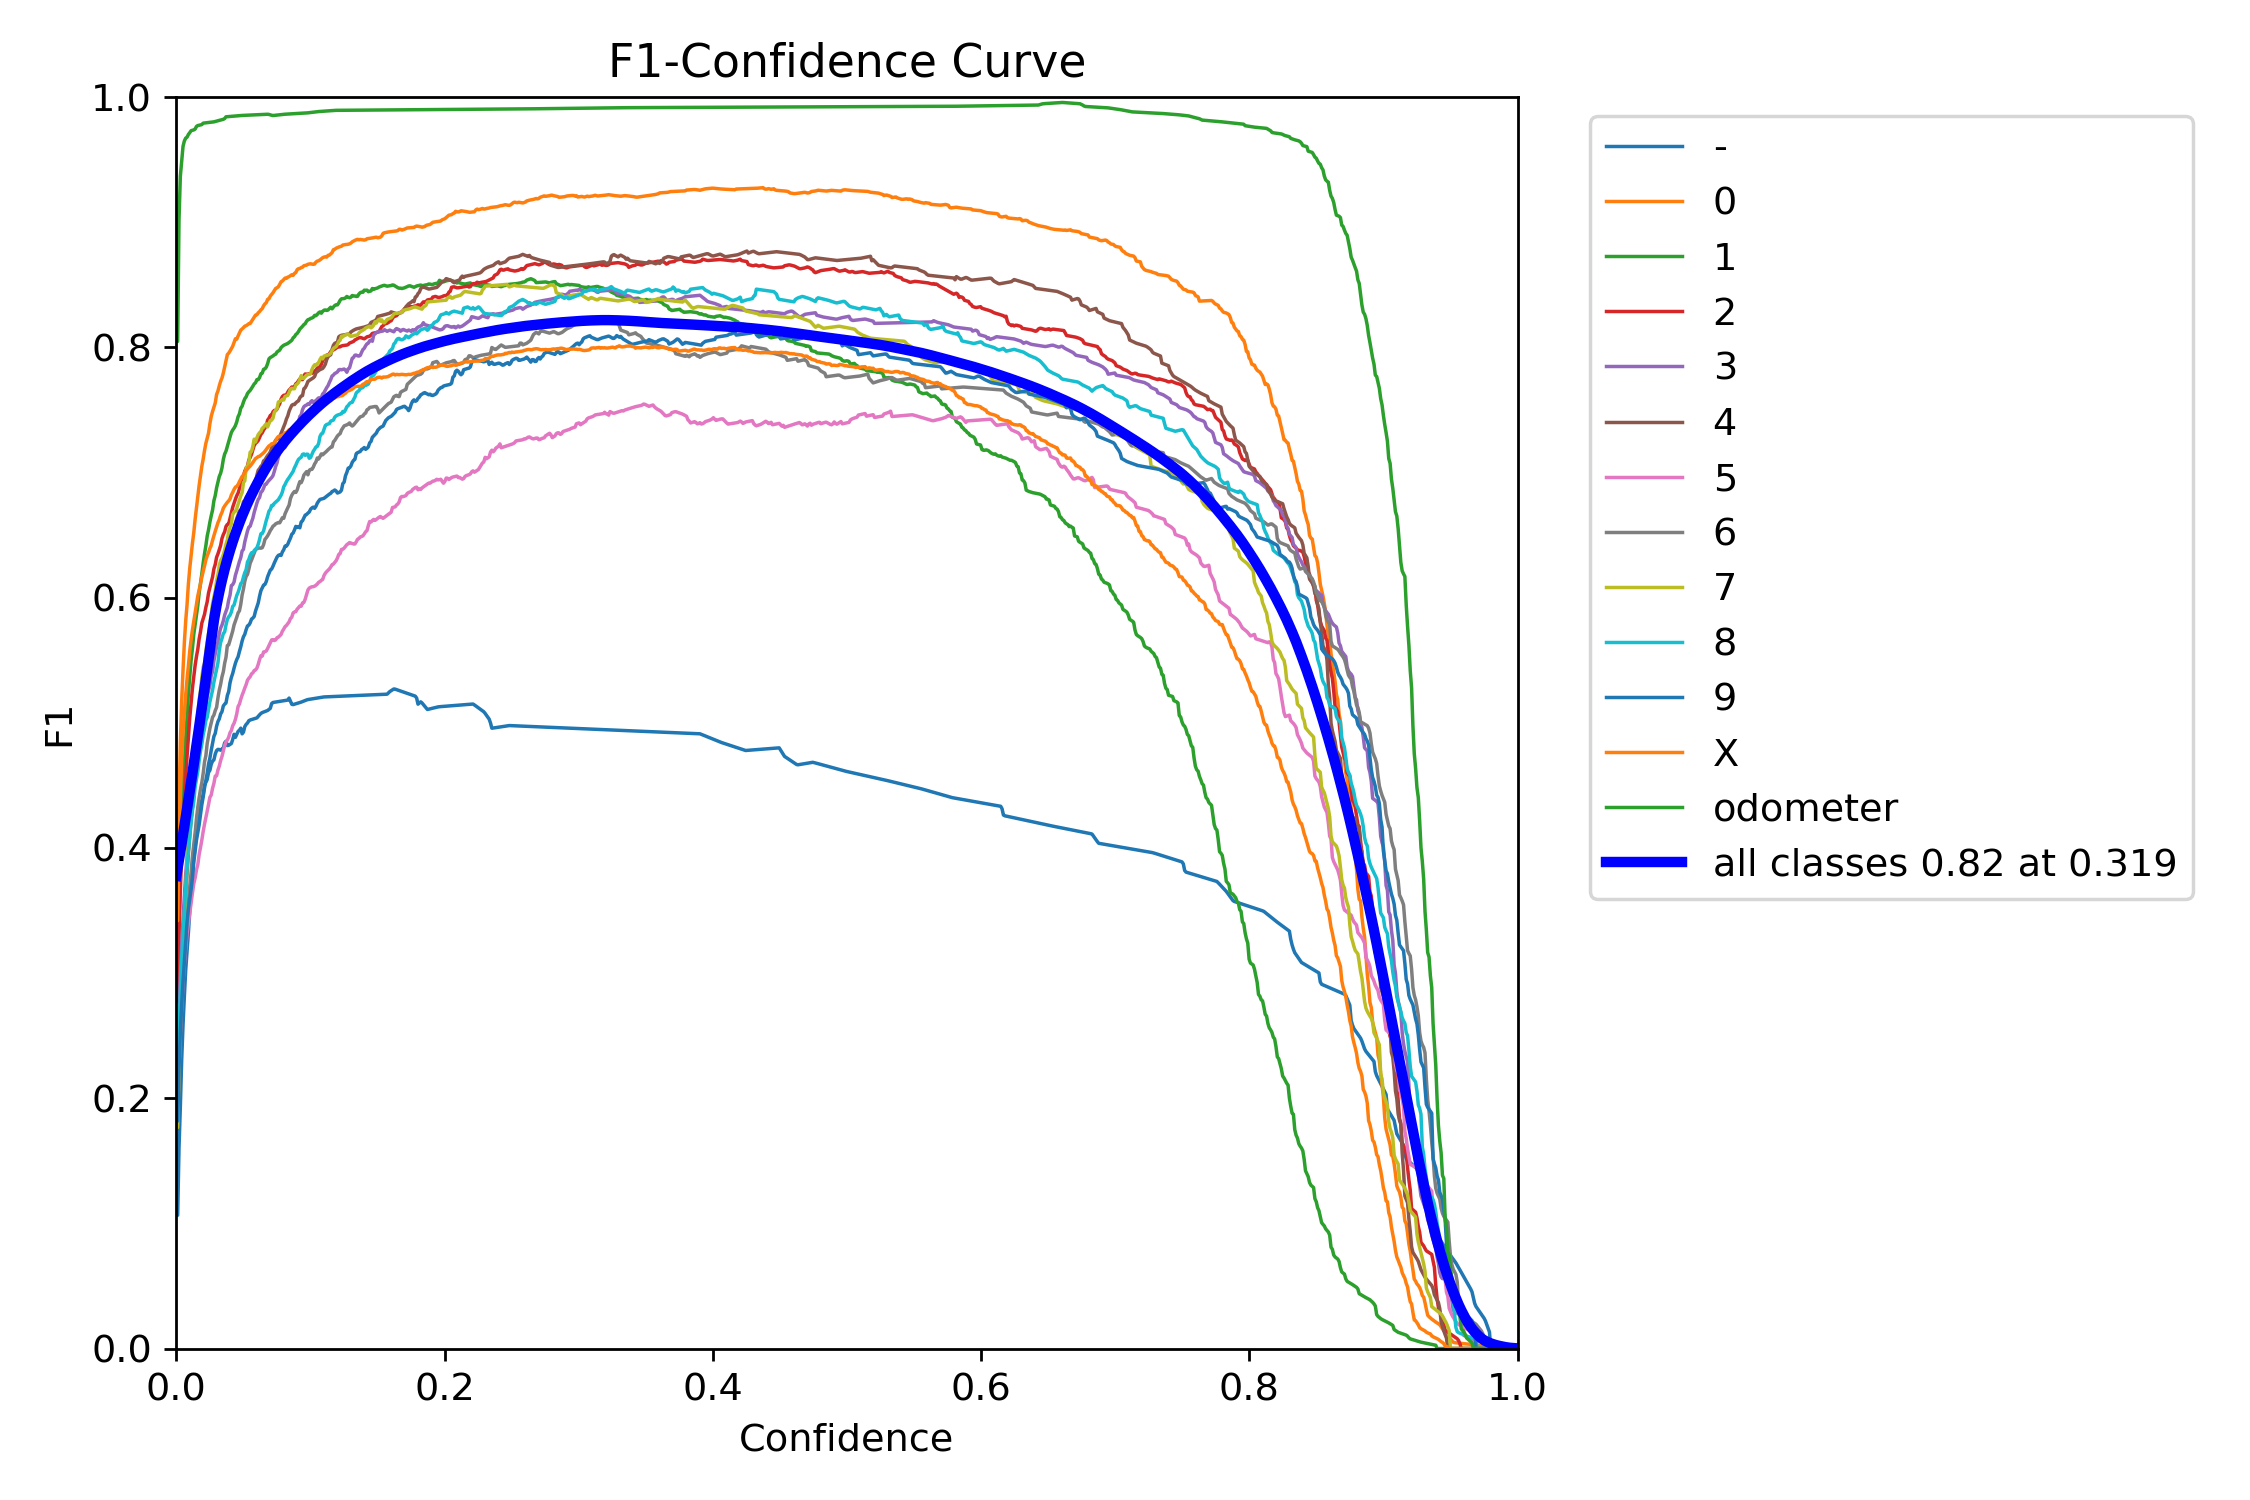 F1-Confidence Curve
1.0
0.8
0.6
0.4
0.2
0.0
F1
0.0 0.2 0.4 0.6 0.8 1.0
Confidence
-
0
1
2
3
4
5
6
7
8
9
X
odometer
all classes 0.82 at 0.319